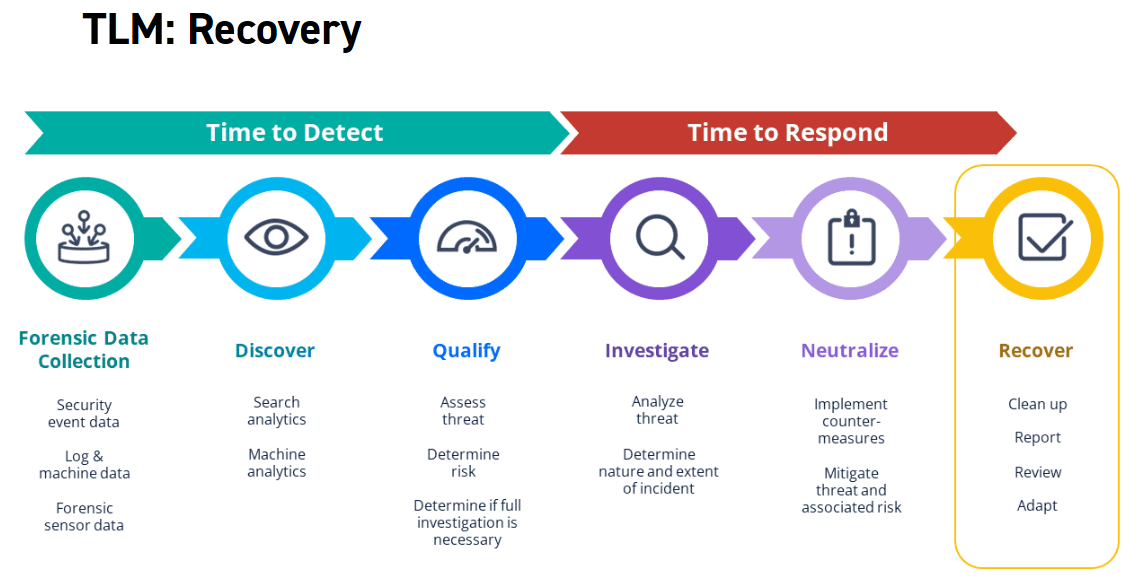 TLM: Recovery
Time to Detect
Time to Respond
Forensic Data
Collection
Security
event data
Log &
machine data
Forensic
sensor data
Discover
Search
analytics
Machine
analytics
Qualify
Assess
threat
Determine
risk
Determine if full
investigation is
necessary
Investigate
Analyze
threat
Determine
nature and extent
of incident
Neutralize
Implement
counter-
measures
Mitigate
threat and
associated risk
Recover
Clean up
Report
Review
Adapt